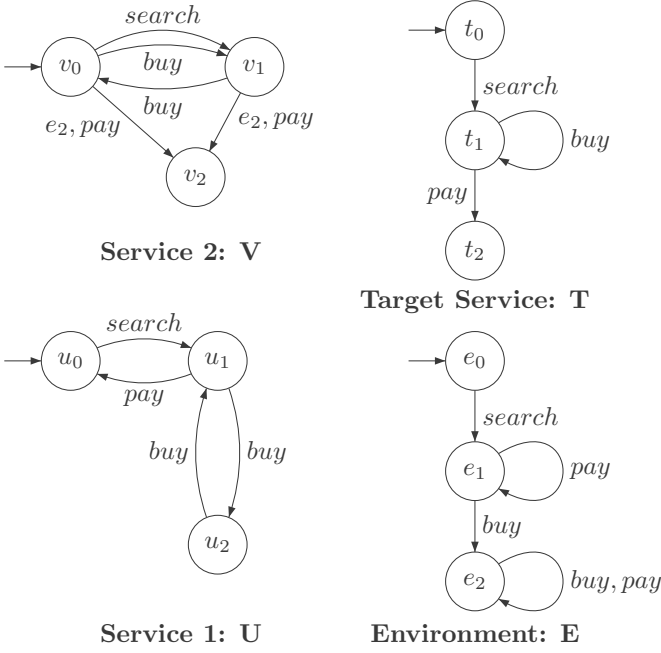 search
v0
buy
v1
buy
e2, pay
e2, pay
v2
Service 2: V
t0
search
t1
buy
pay
t2
Target Service: T
u0
search
u1
pay
buy
buy
u2
Service 1: U
e0
search
e1
pay
buy
e2
buy, pay
Environment: E